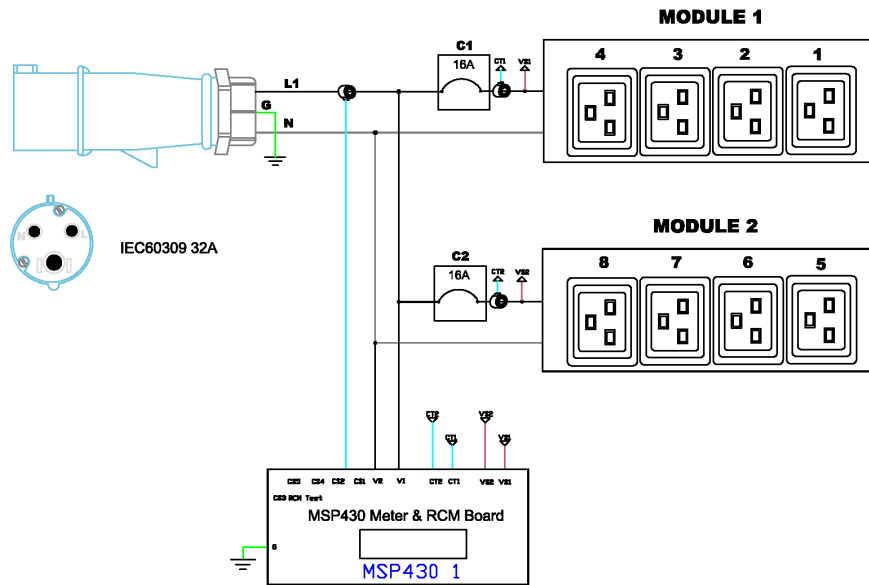 MODULE 1
C1
16A
CT1
VS1
4 3 2 1
L1
G
N
MODULE 2
N L
IEC60309 32A
C2
16A
CT2
VS2
8 7 6 5
CT2
CT1
VS2
VS1
CS5 CS4 CS2 CS1 VR V1 CT2 CT1 VS2 VS1
CS3 RCM Test
MSP430 Meter & RCM Board
G
MSP430 1